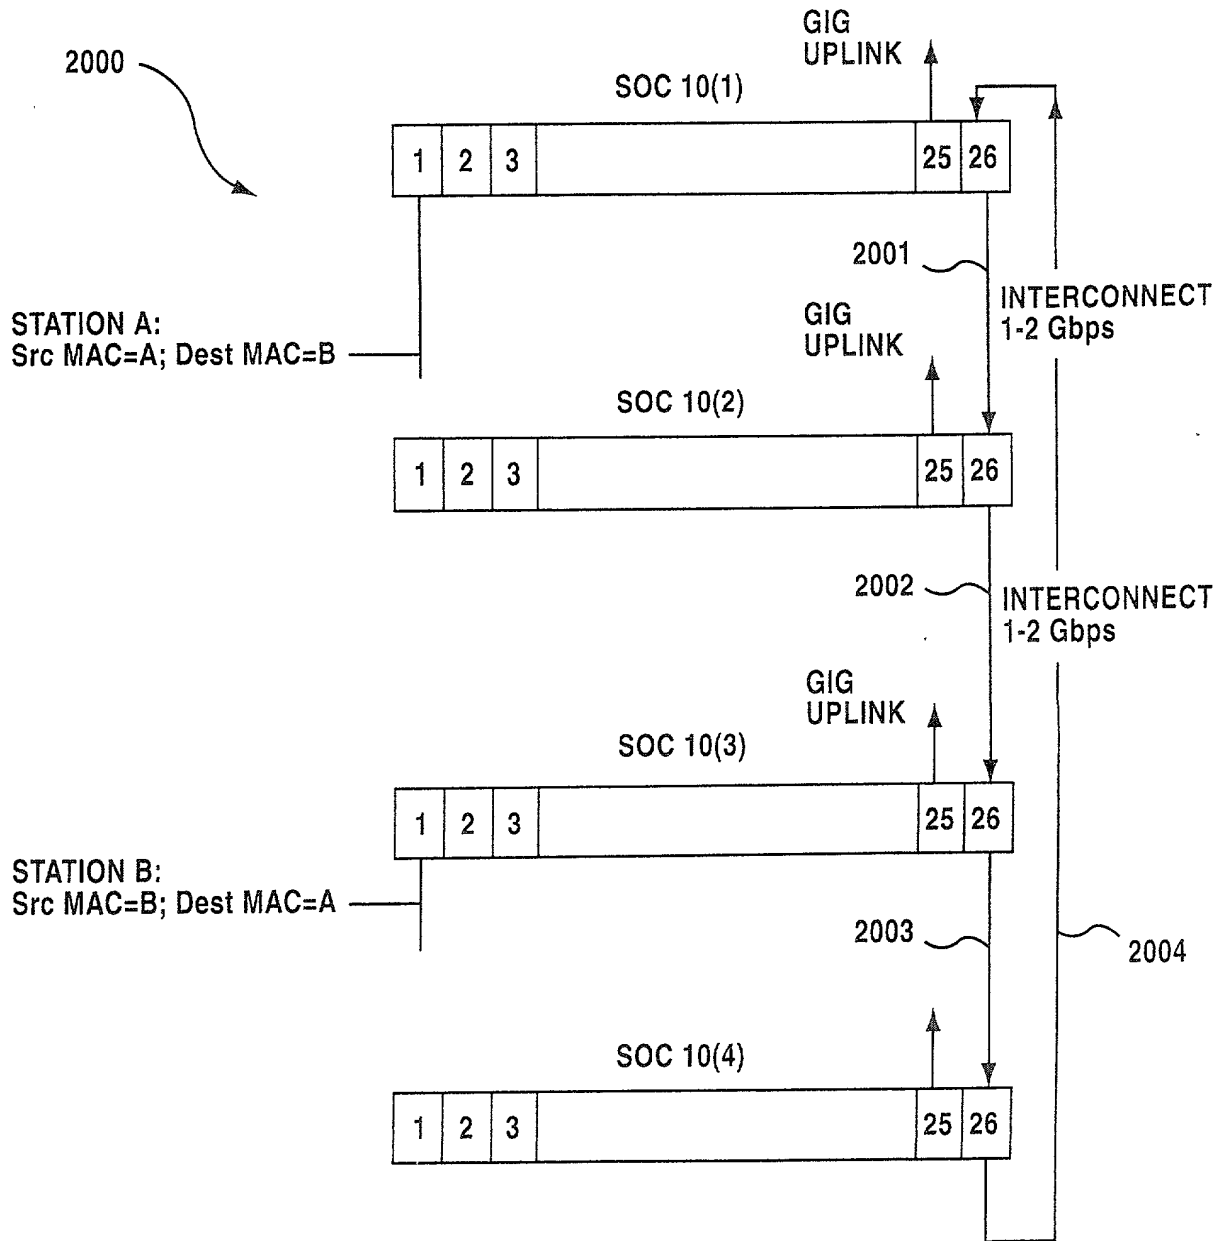 GIG
UPLINK
2000
SOC 10(1)
1 2 3 25 26
2001
INTERCONNECT
1-2 Gbps
STATION A:
Src MAC=A; Dest MAC=B
GIG
UPLINK
SOC 10(2)
1 2 3 25 26
2002
INTERCONNECT
1-2 Gbps
GIG
UPLINK
SOC 10(3)
1 2 3 25 26
STATION B:
Src MAC=B; Dest MAC=A
2003
2004
SOC 10(4)
1 2 3 25 26